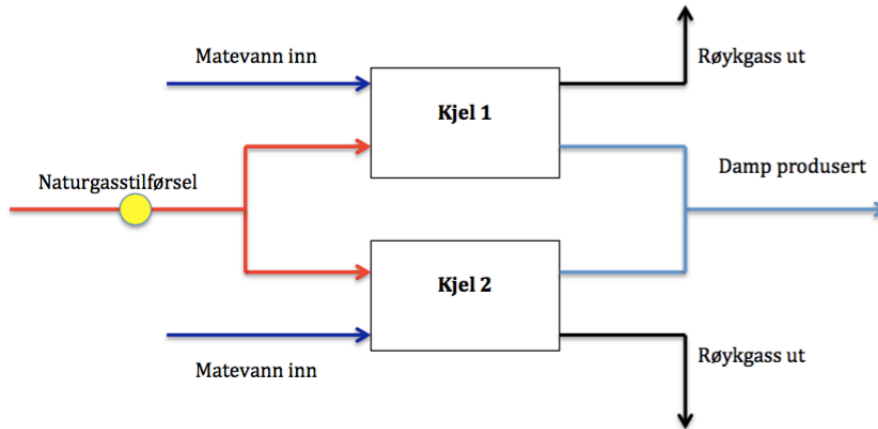 Matevann inn
Røykgass ut
Kjel 1
Naturgasstilførsel
Damp produsert
Kjel 2
Matevann inn
Røykgass ut